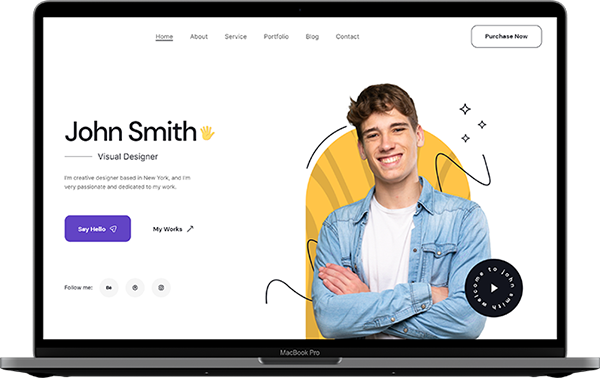 Home About Service Portfolio Blog Contact Purchase Now
John Smith
Visual Designer
I'm creative designer based in New York, and I'm
very passionate and dedicated to my work.
Say Hello My Works
Follow me: Bē
welcome to john smith
MacBook Pro